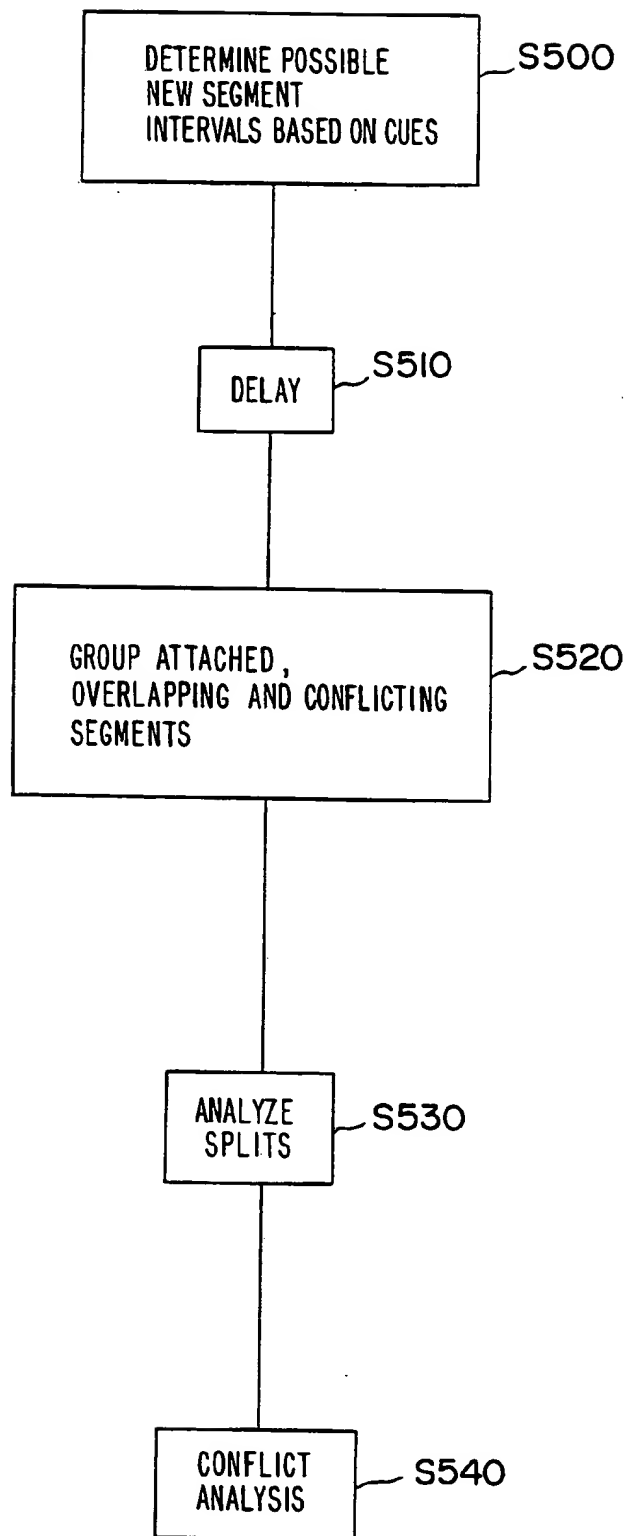 DETERMINE POSSIBLE
NEW SEGMENT
INTERVALS BASED ON CUES
S500
DELAY
S510
GROUP ATTACHED,
OVERLAPPING AND CONFLICTING
SEGMENTS
S520
ANALYZE
SPLITS
S530
CONFLICT
ANALYSIS
S540